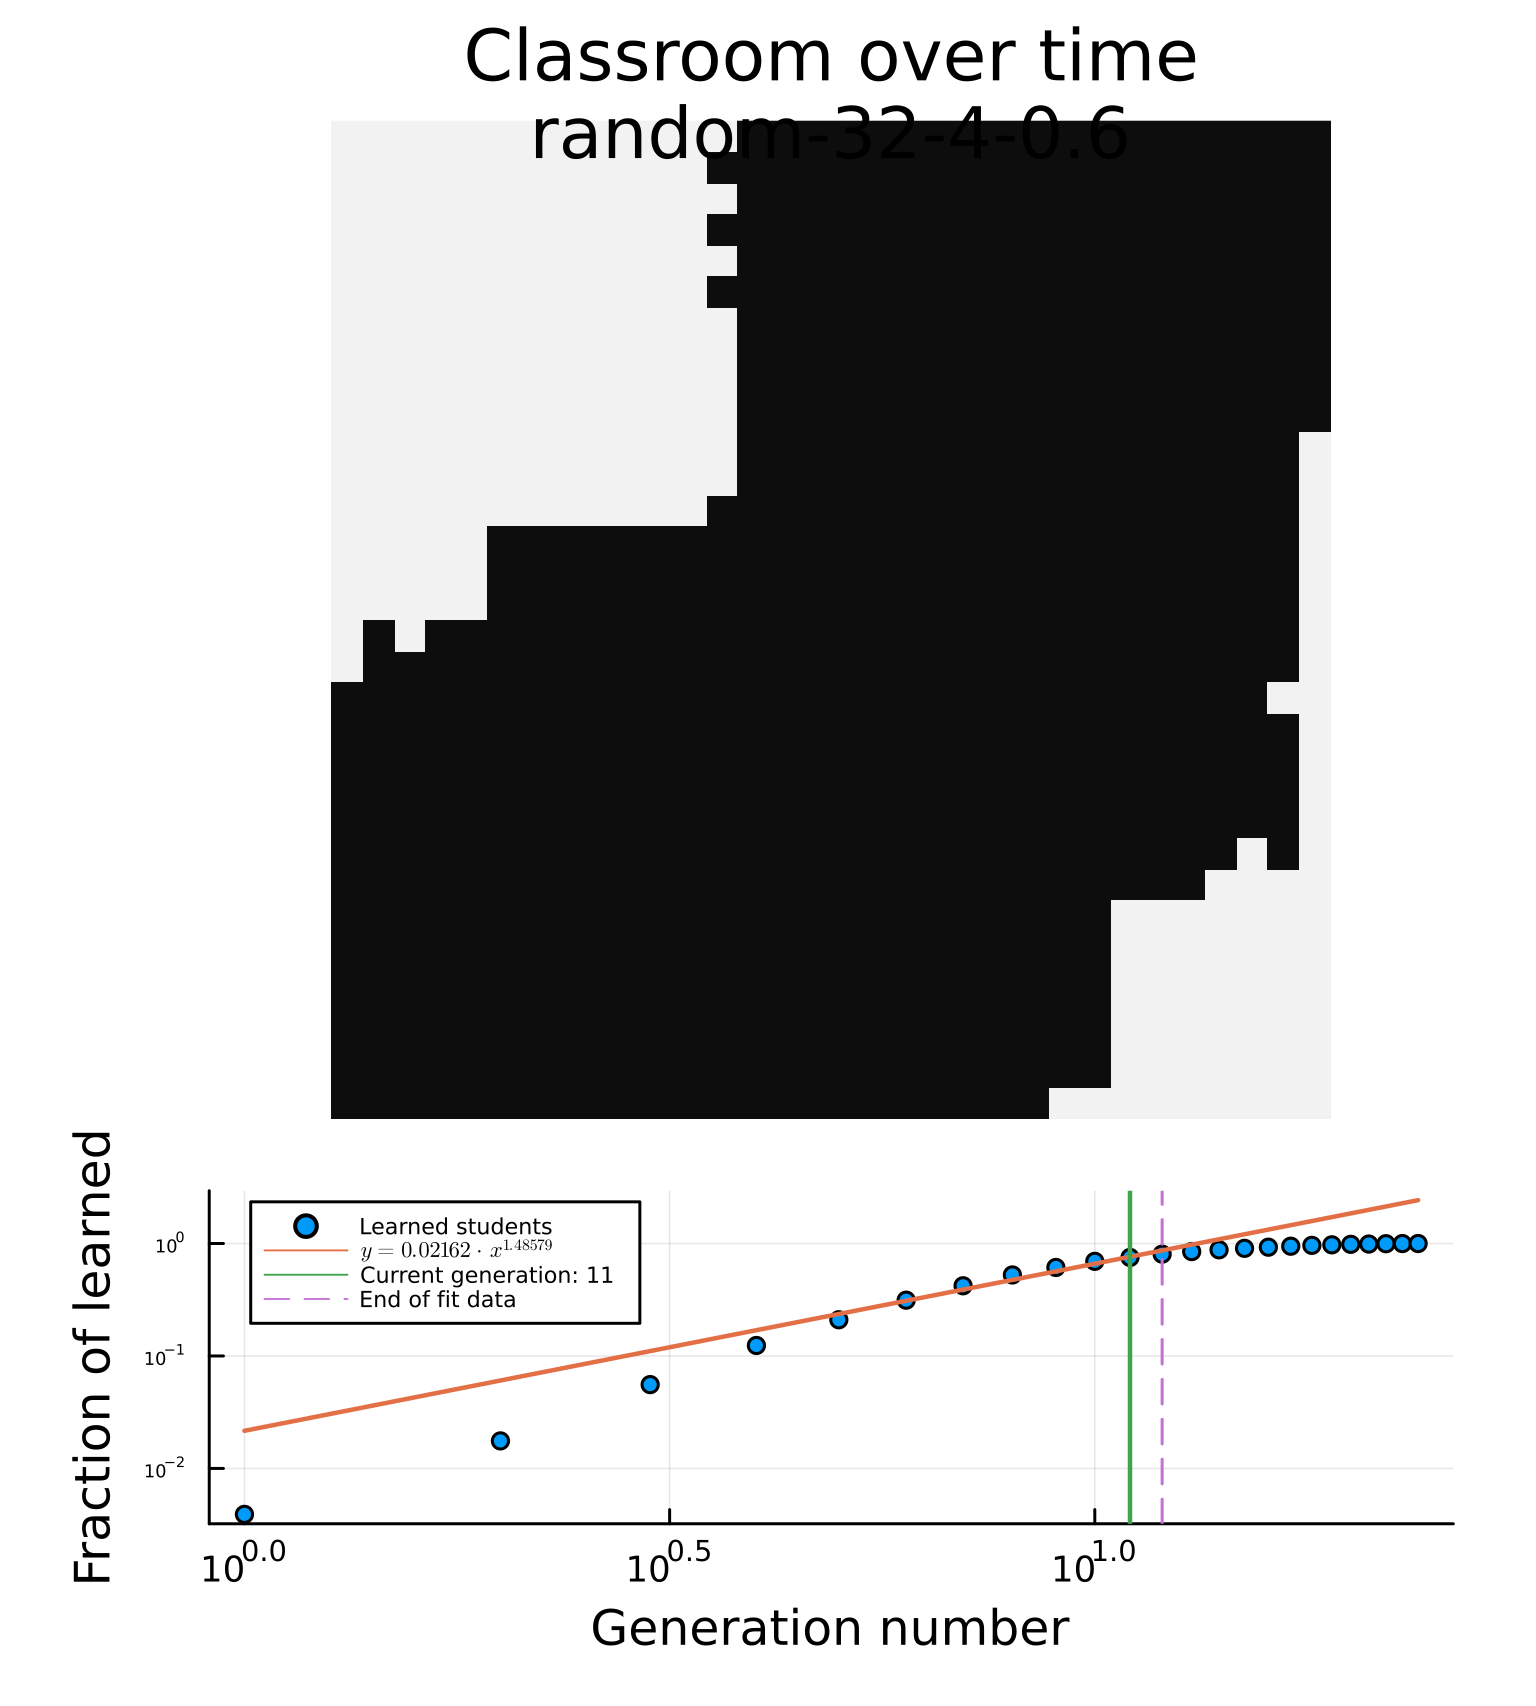 Classroom over time
random-32-4-0.6
Fraction of learned
10^0
10^−1
10^−2
Learned students
y = 0.02162 · x^1.48579
Current generation: 11
End of fit data
10^0.0
10^0.5
10^1.0
Generation number